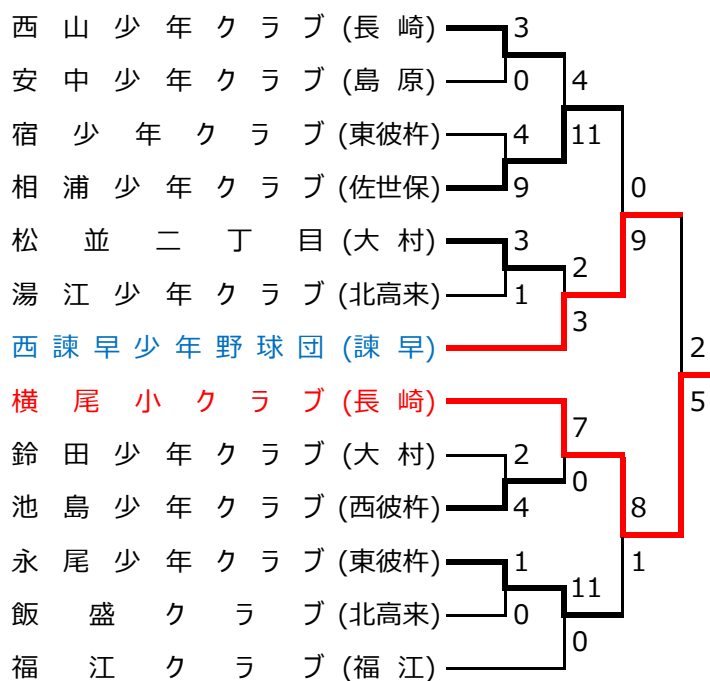 西山少年クラブ(長崎) 3
安中少年クラブ(島原) 0 4
宿少年クラブ(東彼杵) 4 11
相浦少年クラブ(佐世保) 9 0
松並二丁目(大村) 3 9
湯江少年クラブ(北高来) 1 2
西諫早少年野球団(諫早) 3 2
横尾小クラブ(長崎) 7 5
鈴田少年クラブ(大村) 2 0
池島少年クラブ(西彼杵) 4 8
永尾少年クラブ(東彼杵) 1 1
飯盛クラブ(北高来) 0 11
福江クラブ(福江) 0